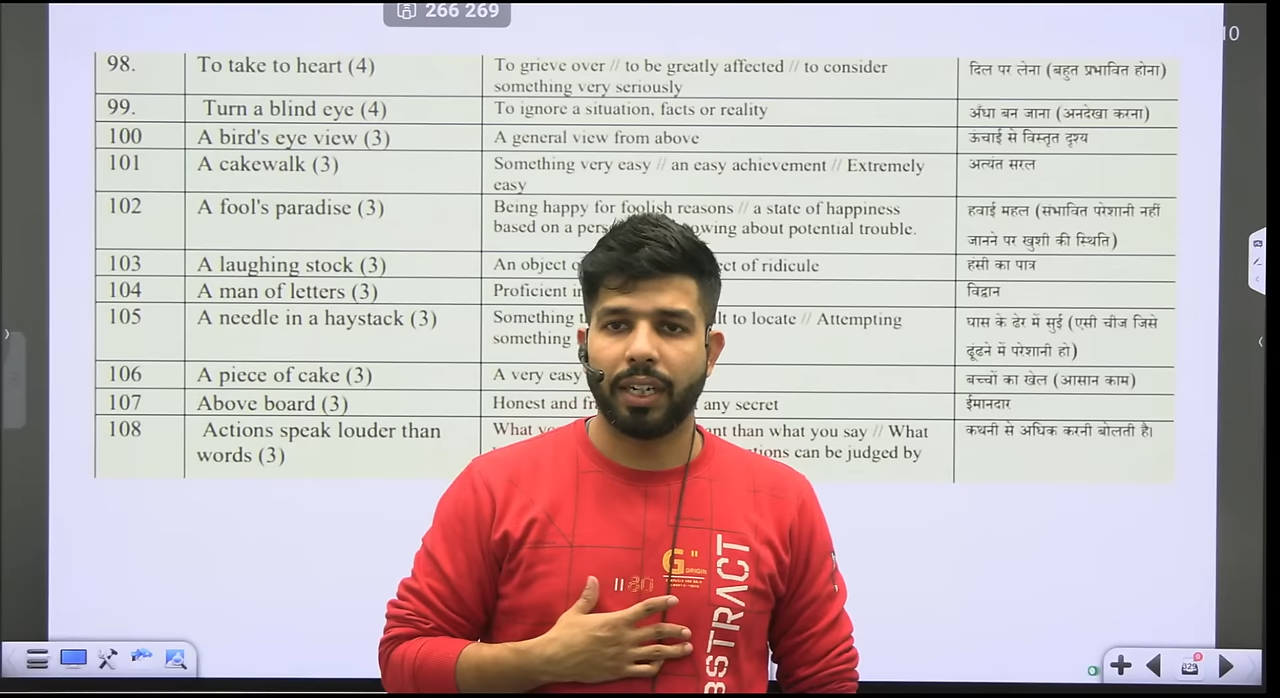 266 269
10
98. To take to heart (4) To grieve over // to be greatly affected // to consider दिल पर लेना (बहुत प्रभावित होना)
something very seriously
99. Turn a blind eye (4) To ignore a situation, facts or reality अँधा बन जाना (अनदेखा करना)
100 A bird's eye view (3) A general view from above ऊंचाई से विस्तृत दृश्य
101 A cakewalk (3) Something very easy // an easy achievement // Extremely अत्यंत सरल
easy
102 A fool's paradise (3) Being happy for foolish reasons // a state of happiness हवाई महल (संभावित परेशानी नहीं
based on a pers owing about potential trouble. जानने पर खुशी की स्थिति)
103 A laughing stock (3) An object o ct of ridicule हंसी का पात्र
104 A man of letters (3) Proficient in विद्वान
105 A needle in a haystack (3) Something t lt to locate // Attempting घास के ढेर में सुई (एसी चीज जिसे
something ढूंढने में परेशानी हो)
106 A piece of cake (3) A very easy बच्चों का खेल (आसान काम)
107 Above board (3) Honest and fr any secret ईमानदार
108 Actions speak louder than What yo ant than what you say // What कथनी से अधिक करनी बोलती है।
words (3) tions can be judged by
G"
ORIGIN
1180
BSTRACT
329